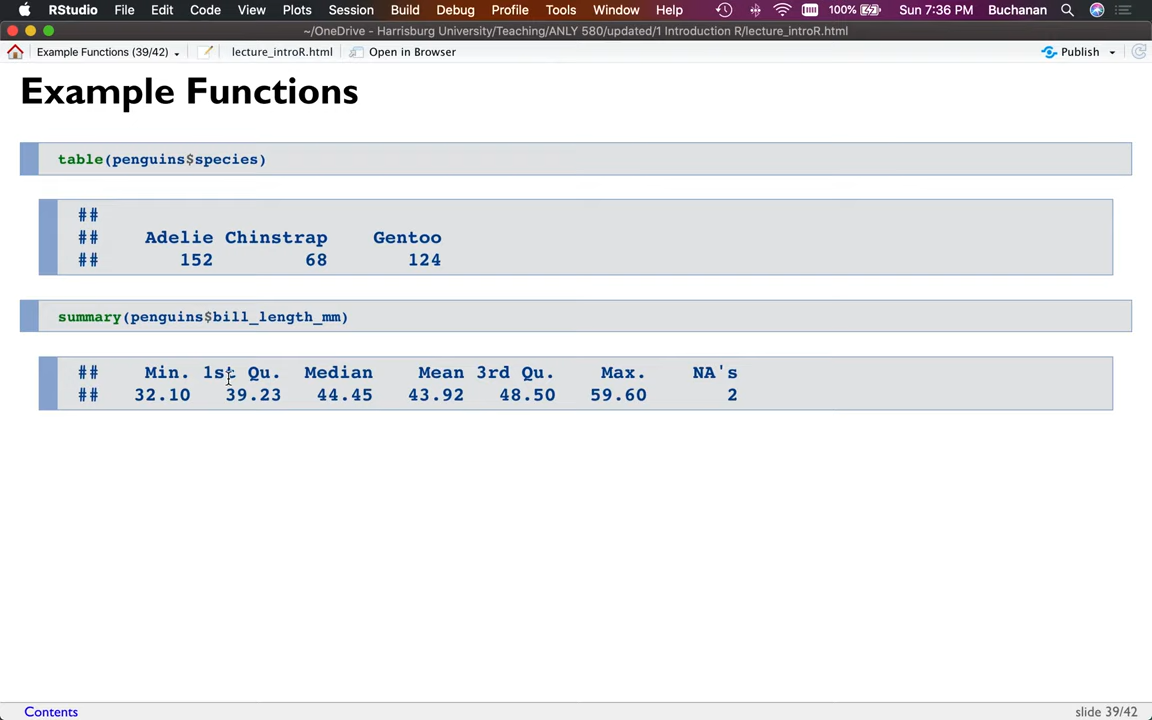 RStudio File Edit Code View Plots Session Build Debug Profile Tools Window Help 100% Sun 7:36 PM Buchanan
~/OneDrive - Harrisburg University/Teaching/ANLY 580/updated/1 Introduction R/lecture_introR.html
Example Functions (39/42) lecture_introR.html Open in Browser Publish
Example Functions
table(penguins$species)
##
## Adelie Chinstrap Gentoo
## 152 68 124
summary(penguins$bill_length_mm)
## Min. 1st Qu. Median Mean 3rd Qu. Max. NA's
## 32.10 39.23 44.45 43.92 48.50 59.60 2
Contents slide 39/42